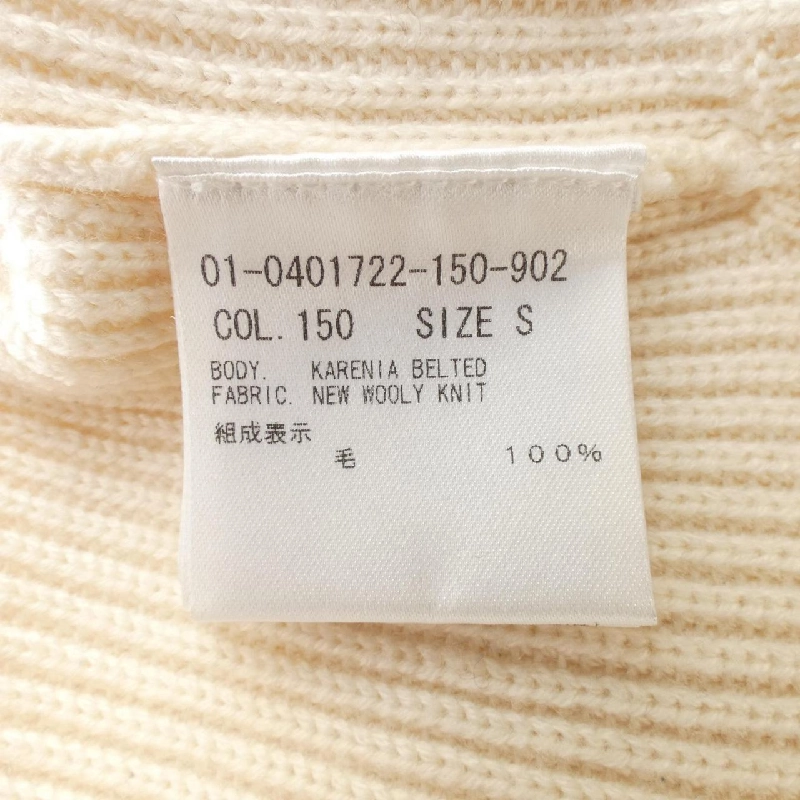 01-0401722-150-902
COL. 150 SIZE S
BODY. KARENIA BELTED
FABRIC. NEW WOOLY KNIT
組成表示
毛 100%